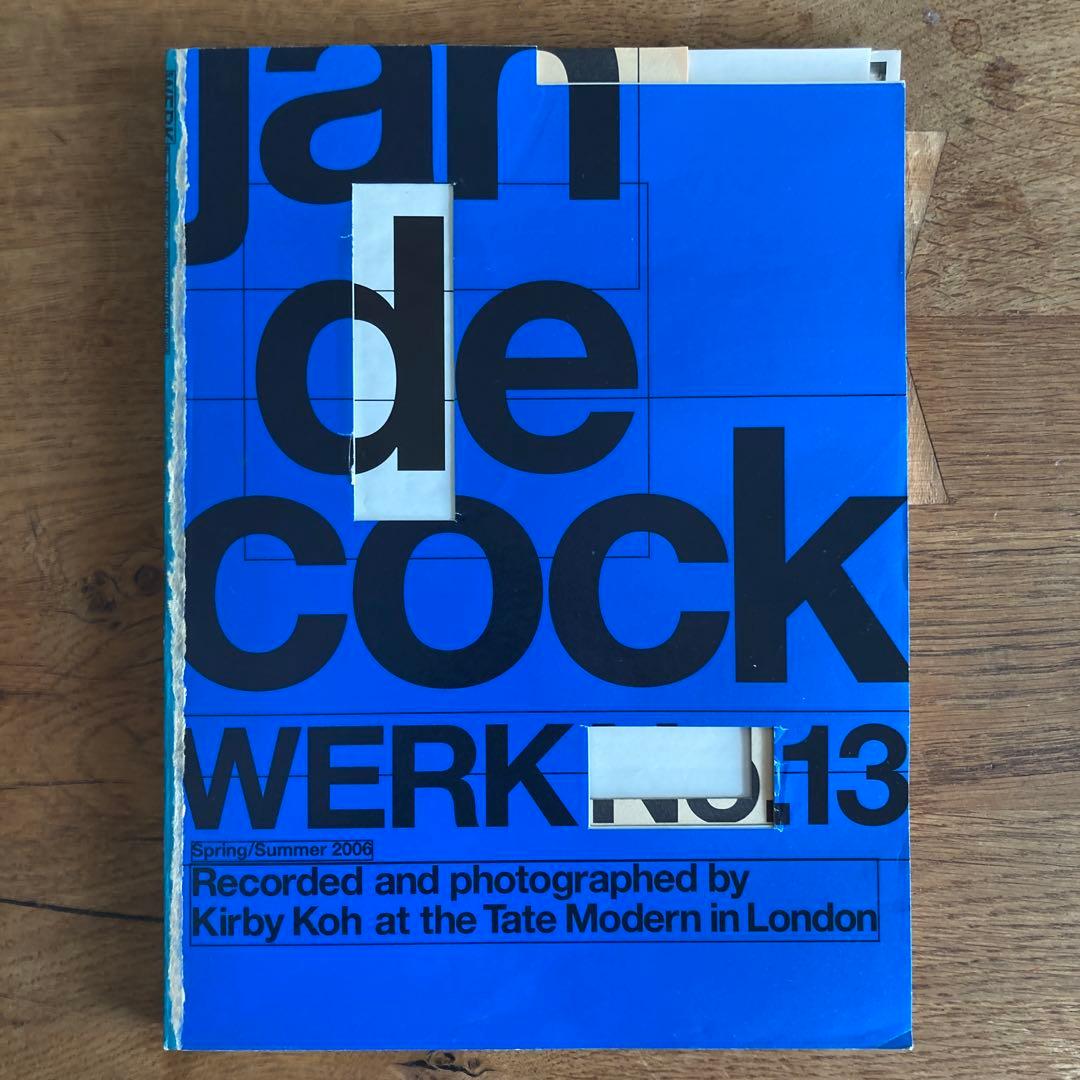 jan
de
cock
WERK No.13
Spring/Summer 2006
Recorded and photographed by
Kirby Koh at the Tate Modern in London